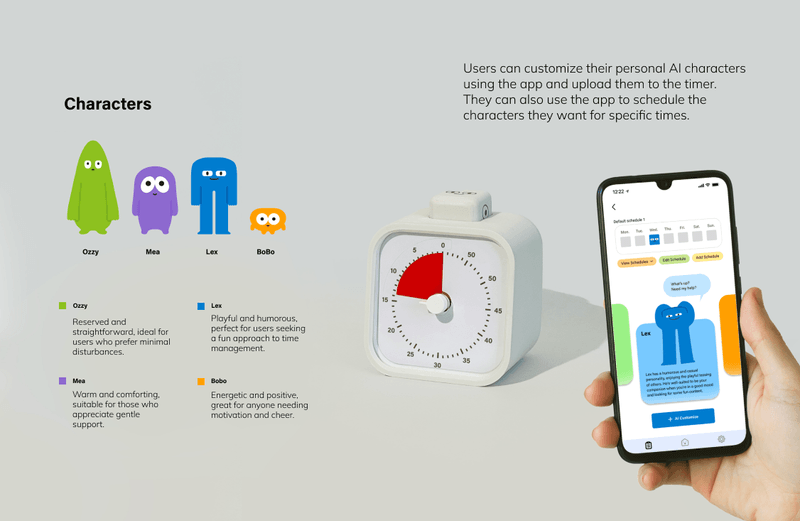 Users can customize their personal AI characters
using the app and upload them to the timer.
They can also use the app to schedule the
characters they want for specific times.
Characters
Ozzy
Mea
Lex
BoBo
Ozzy
Reserved and
straightforward, ideal for
users who prefer minimal
disturbances.
Lex
Playful and humorous,
perfect for users seeking
a fun approach to time
management.
Mea
Warm and comforting,
suitable for those who
appreciate gentle
support.
Bobo
Energetic and positive,
great for anyone needing
motivation and cheer.
0
5
15
20
25
30
35
40
45
50
50
12:22
Default schedule 1
Mon Tue Wed Thu Fri Sat Sun
View Schedules
Edit Schedule
Add Schedule
What's up?
Need my help?
Lex
Lex has a humorous and casual
personality, enjoying the playful teasing
of others. He's well-suited to be your
companion when you're in a good mood
and looking for some fun content.
+ AI Customize